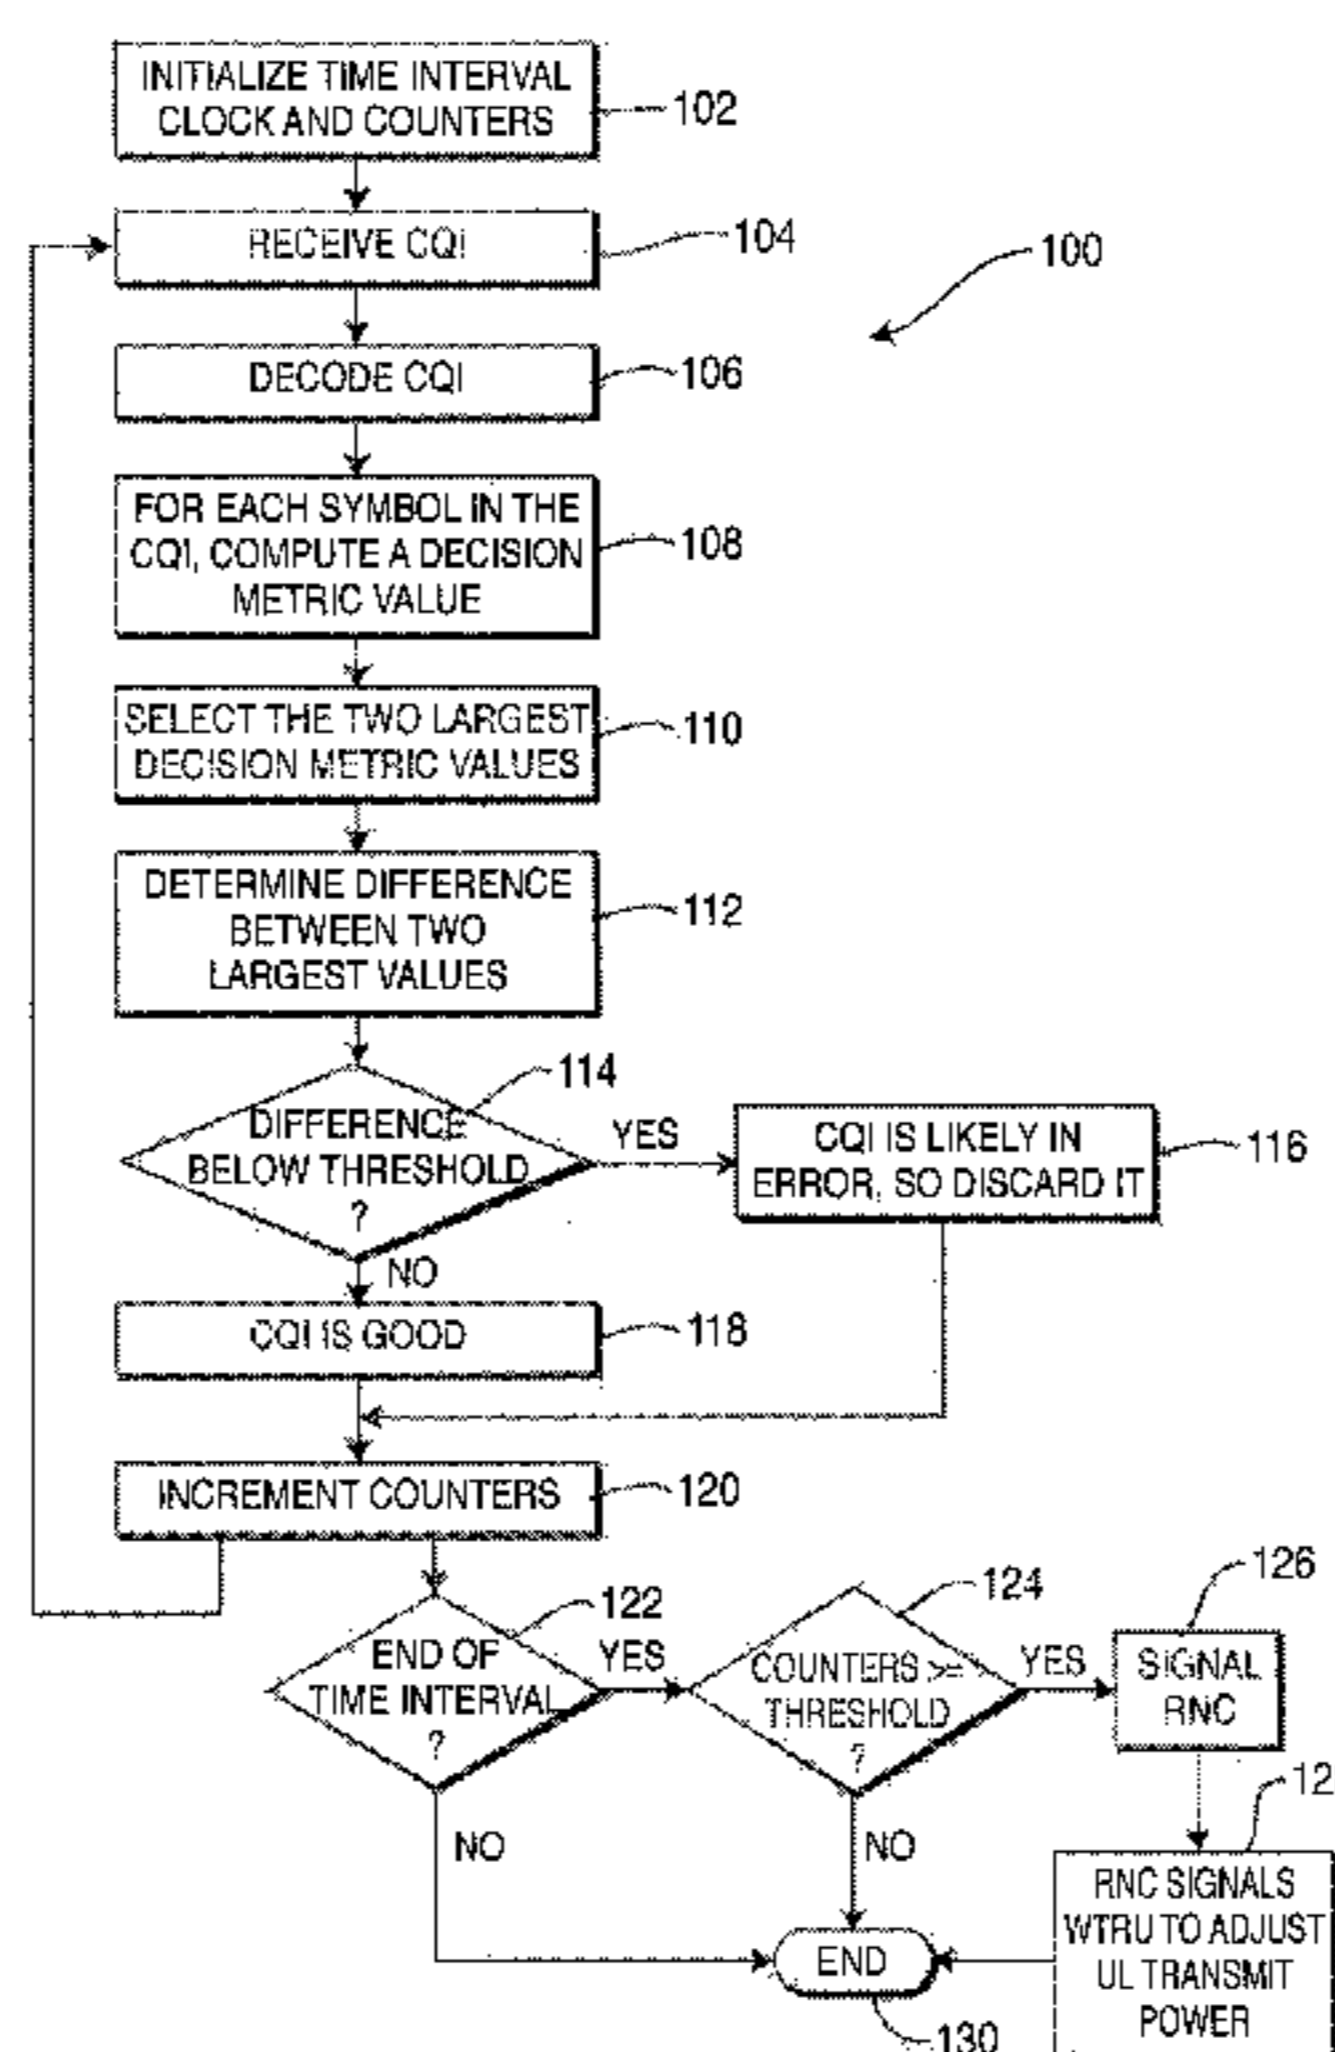 INITIALIZE TIME INTERVAL
CLOCK AND COUNTERS
102
RECEIVE CQI
104
100
DECODE CQI
106
FOR EACH SYMBOL IN THE
CQI, COMPUTE A DECISION
METRIC VALUE
108
SELECT THE TWO LARGEST
DECISION METRIC VALUES
110
DETERMINE DIFFERENCE
BETWEEN TWO
LARGEST VALUES
112
114
DIFFERENCE
BELOW THRESHOLD
?
YES
CQI IS LIKELY IN
ERROR, SO DISCARD IT
116
NO
CQI IS GOOD
118
INCREMENT COUNTERS
120
122
END OF
TIME INTERVAL
?
YES
124
COUNTERS >=
THRESHOLD
?
YES
126
SIGNAL
RNC
12
NO
NO
RNC SIGNALS
WTRU TO ADJUST
UL TRANSMIT
POWER
END
130